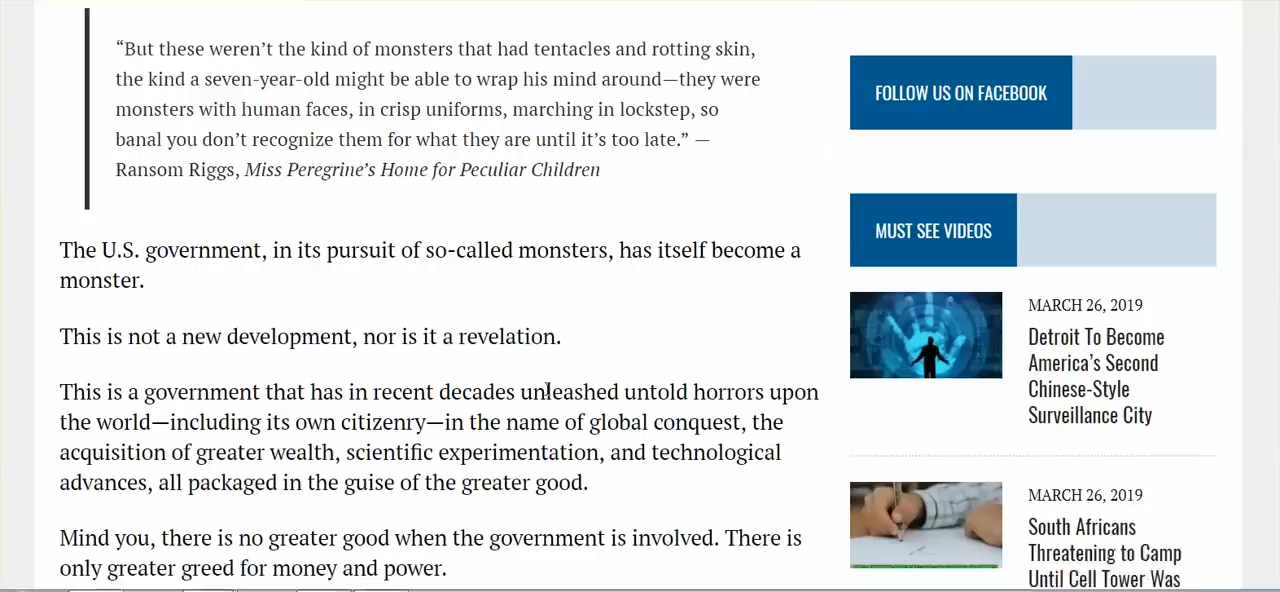 “But these weren’t the kind of monsters that had tentacles and rotting skin,
the kind a seven-year-old might be able to wrap his mind around—they were
monsters with human faces, in crisp uniforms, marching in lockstep, so
banal you don’t recognize them for what they are until it’s too late.” —
Ransom Riggs, Miss Peregrine’s Home for Peculiar Children
The U.S. government, in its pursuit of so-called monsters, has itself become a
monster.
This is not a new development, nor is it a revelation.
This is a government that has in recent decades unleashed untold horrors upon
the world—including its own citizenry—in the name of global conquest, the
acquisition of greater wealth, scientific experimentation, and technological
advances, all packaged in the guise of the greater good.
Mind you, there is no greater good when the government is involved. There is
only greater greed for money and power.
FOLLOW US ON FACEBOOK
MUST SEE VIDEOS
MARCH 26, 2019
Detroit To Become
America’s Second
Chinese-Style
Surveillance City
MARCH 26, 2019
South Africans
Threatening to Camp
Until Cell Tower Was